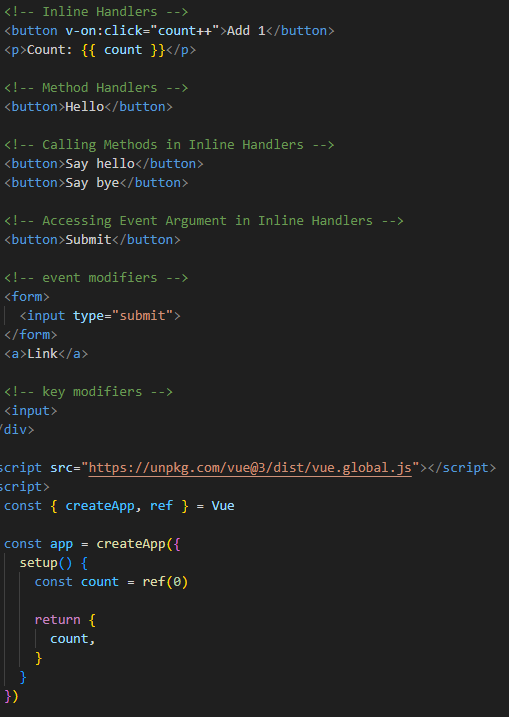 <!-- Inline Handlers -->
<button v-on:click="count++">Add 1</button>
<p>Count: {{ count }}</p>
<!-- Method Handlers -->
<button>Hello</button>
<!-- Calling Methods in Inline Handlers -->
<button>Say hello</button>
<button>Say bye</button>
<!-- Accessing Event Argument in Inline Handlers -->
<button>Submit</button>
<!-- event modifiers -->
<form>
<input type="submit">
</form>
<a>Link</a>
<!-- key modifiers -->
<input>
/div>
script src="https://unpkg.com/vue@3/dist/vue.global.js"></script>
script>
const { createApp, ref } = Vue
const app = createApp({
setup() {
const count = ref(0)
return {
count,
}
}
})